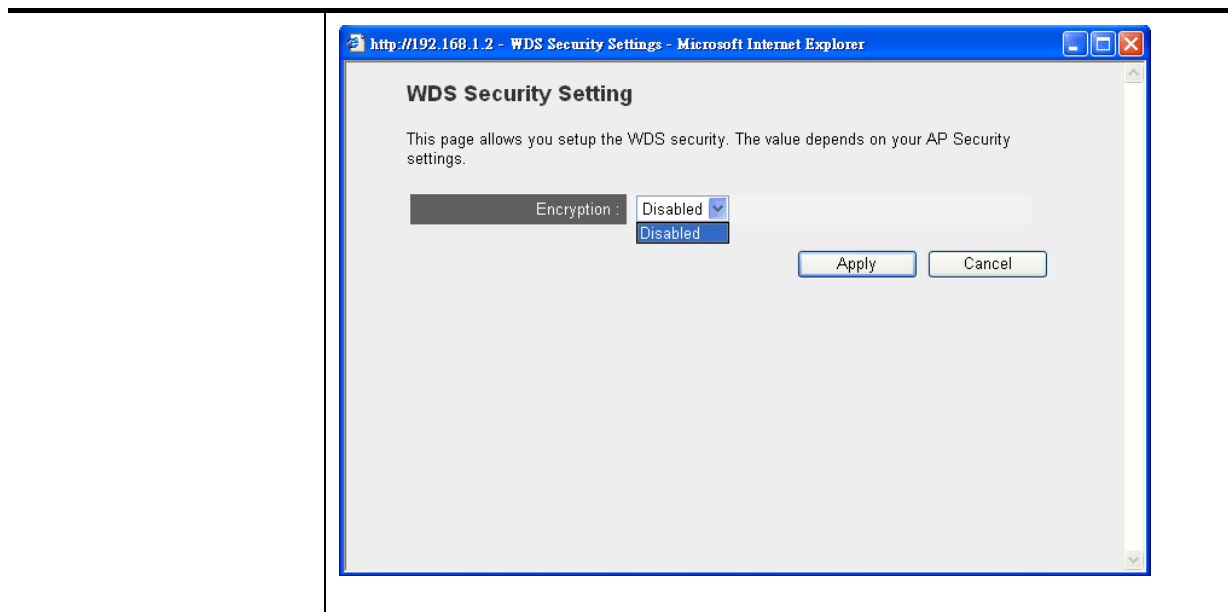 http://192.168.1.2 - WDS Security Settings - Microsoft Internet Explorer
WDS Security Setting
This page allows you setup the WDS security. The value depends on your AP Security
settings.
Encryption : Disabled
Disabled
Apply Cancel